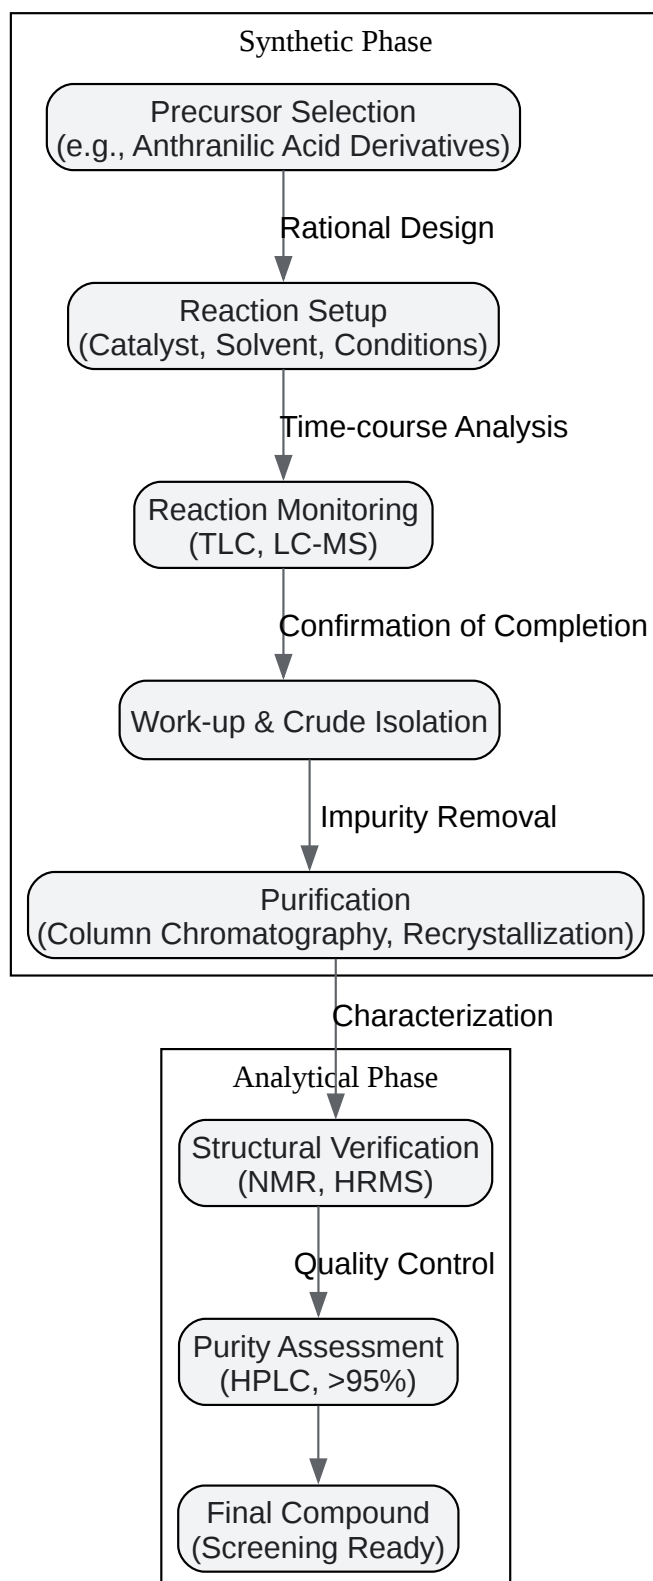 Synthetic Phase
Precursor Selection
(e.g., Anthranilic Acid Derivatives)
Rational Design
Reaction Setup
(Catalyst, Solvent, Conditions)
Time-course Analysis
Reaction Monitoring
(TLC, LC-MS)
Confirmation of Completion
Work-up & Crude Isolation
Impurity Removal
Purification
(Column Chromatography, Recrystallization)
Characterization
Analytical Phase
Structural Verification
(NMR, HRMS)
Quality Control
Purity Assessment
(HPLC, >95%)
Final Compound
(Screening Ready)